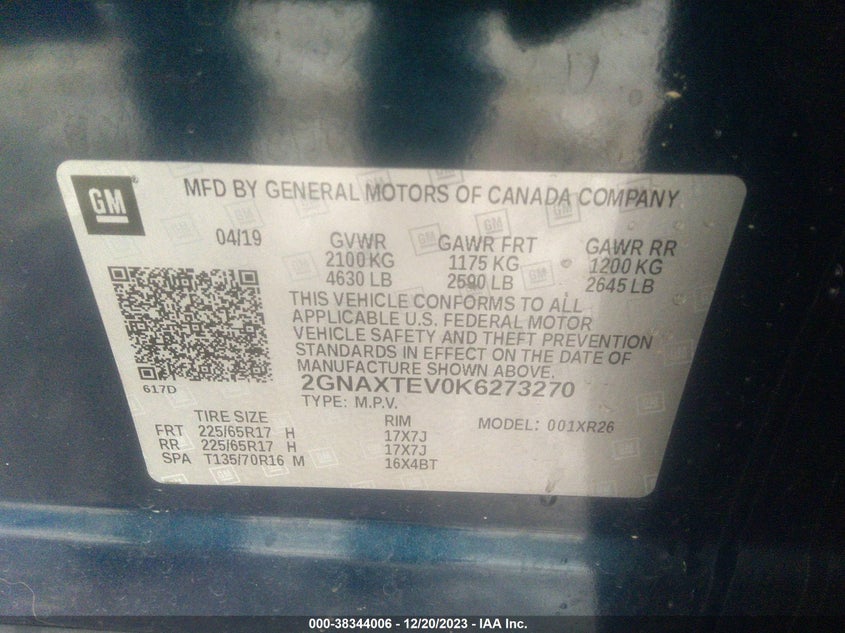 GM
MFD BY GENERAL MOTORS OF CANADA COMPANY
04/19 GVWR GAWR FRT GAWR RR
2100 KG 1175 KG 1200 KG
4630 LB 2590 LB 2645 LB
THIS VEHICLE CONFORMS TO ALL
APPLICABLE U.S. FEDERAL MOTOR
VEHICLE SAFETY AND THEFT PREVENTION
STANDARDS IN EFFECT ON THE DATE OF
MANUFACTURE SHOWN ABOVE.
617D 2GNAXTEV0K6273270
TYPE: M.P.V.
TIRE SIZE RIM MODEL: 001XR26
FRT 225/65R17 H 17X7J
RR 225/65R17 H 17X7J
SPA T135/70R16 M 16X4BT
000-38344006 - 12/20/2023 - IAA Inc.